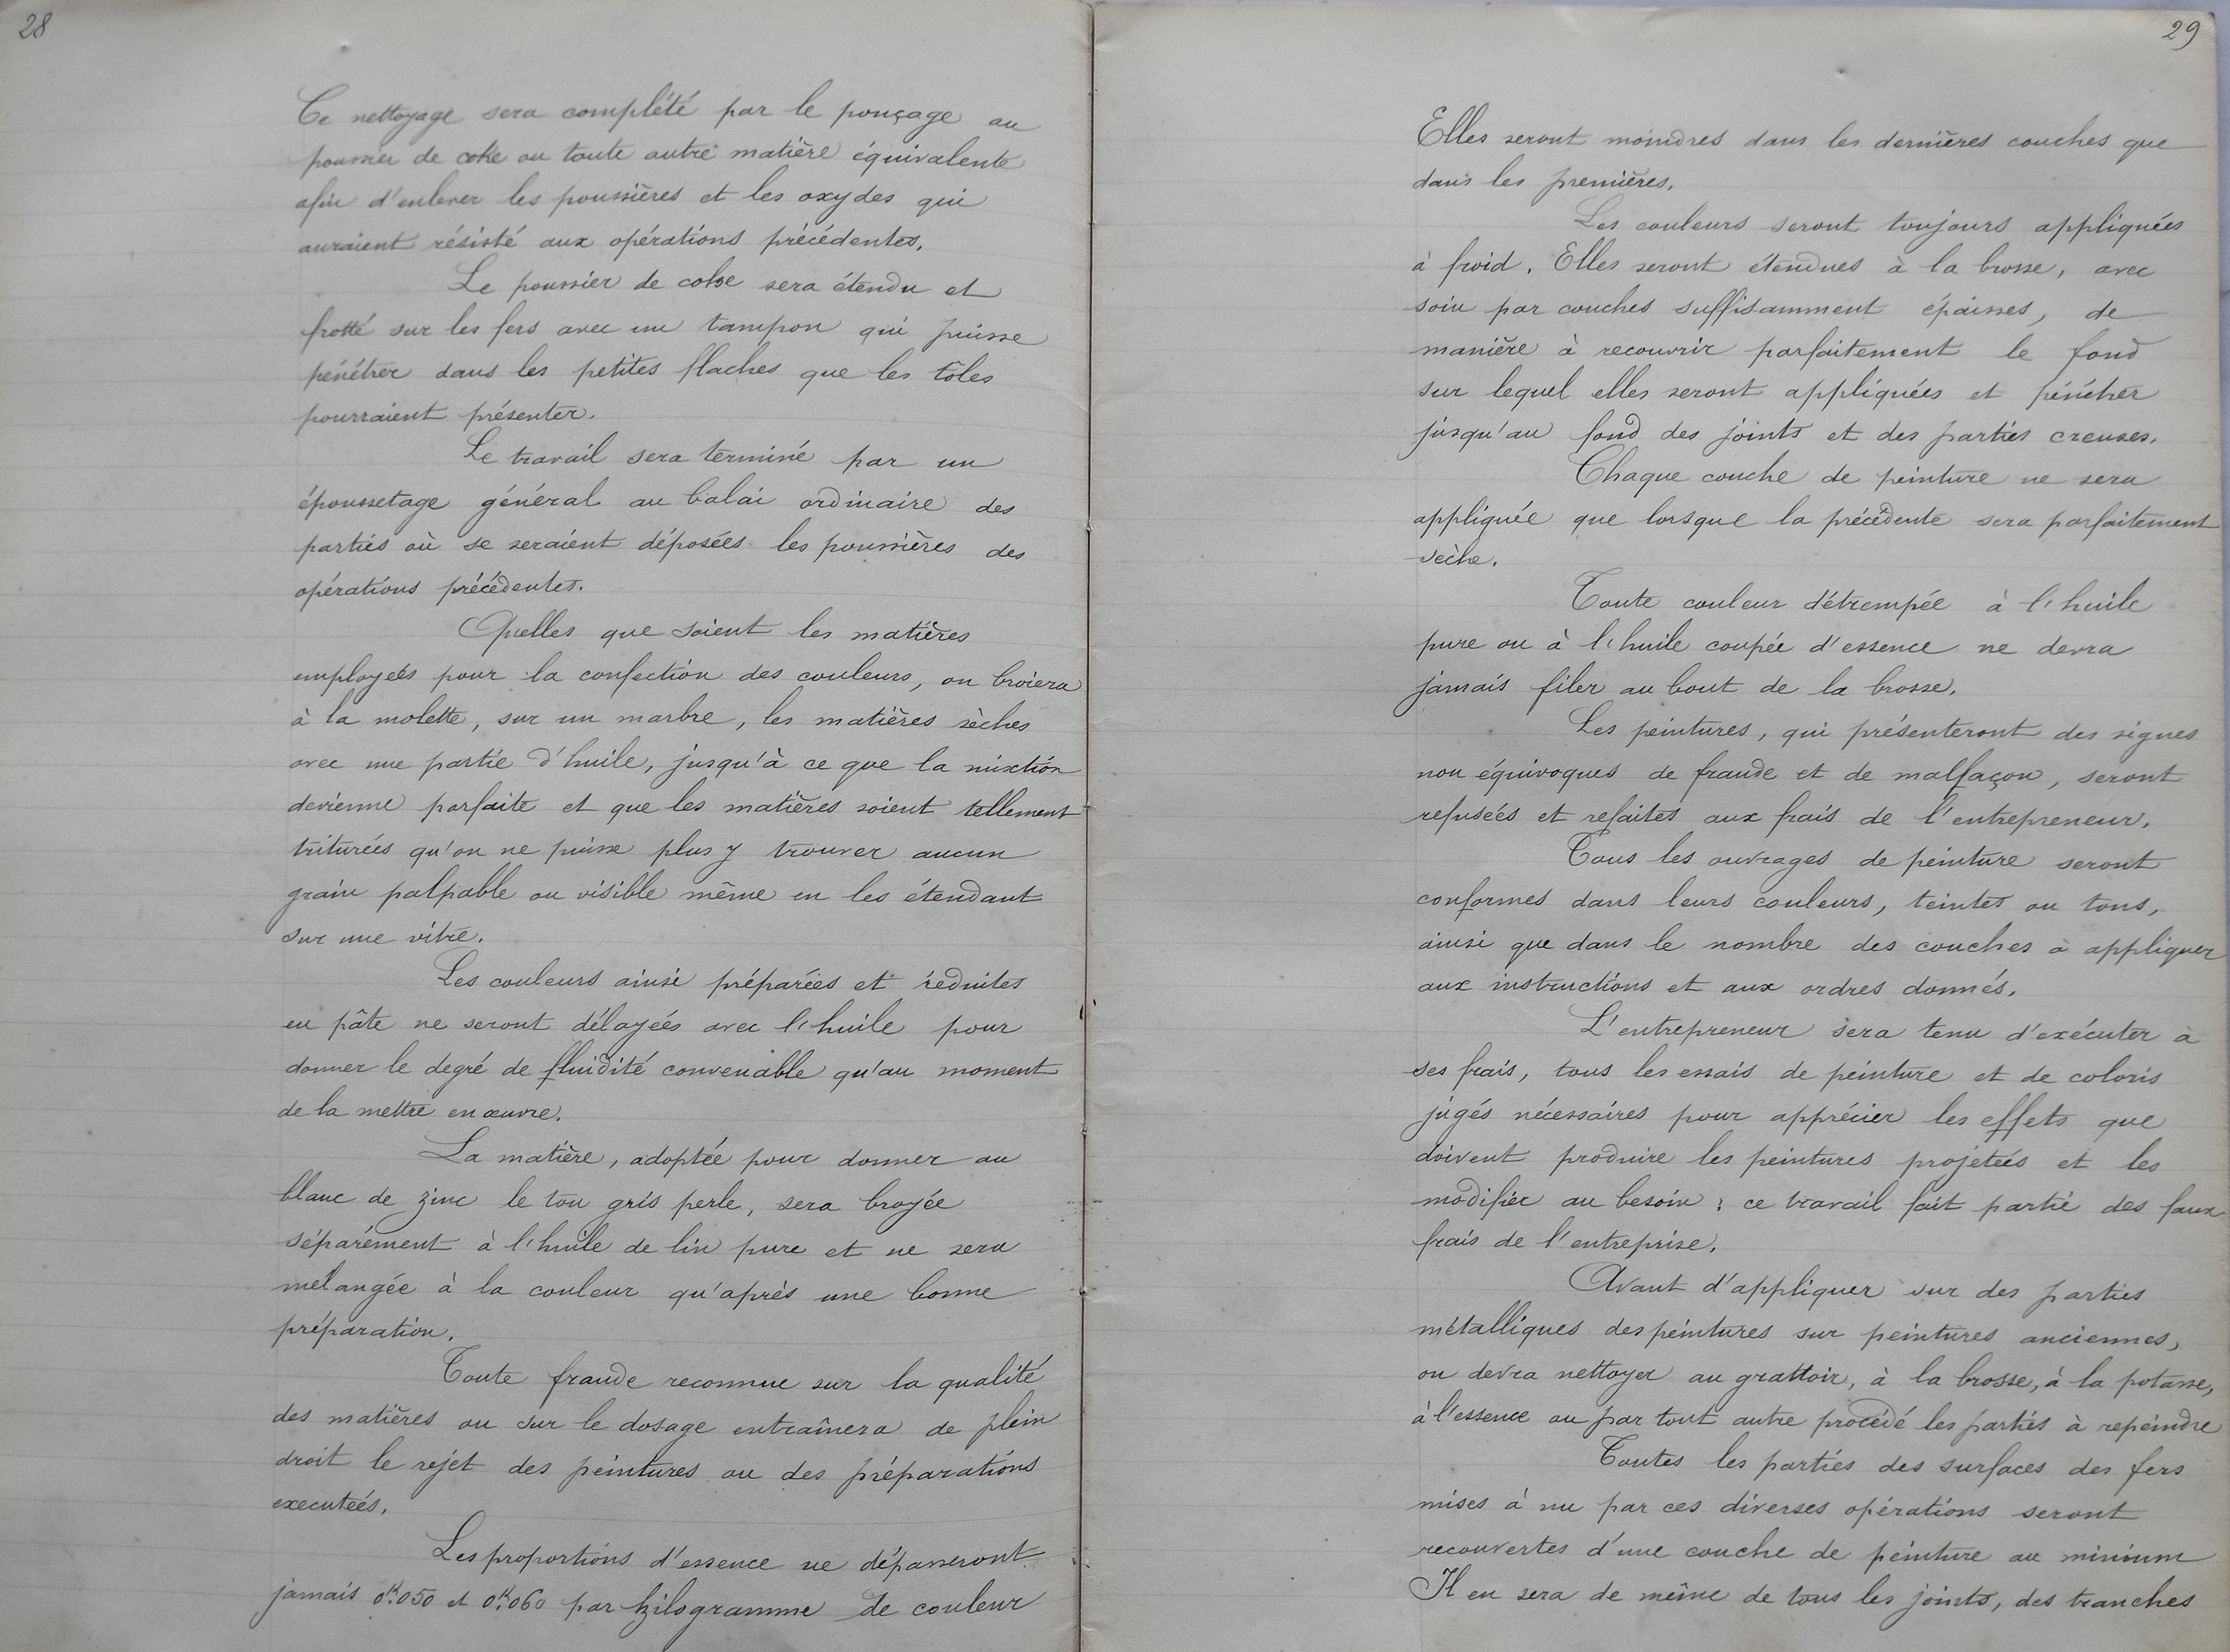 28
Ce nettoyage sera complété par le ponçage au
poussier de coke ou toute autre matière équivalente
afin d'enlever les poussières et les oxydes qui
auraient résisté aux opérations précédentes.
Le poussier de coke sera étendu et
frotté sur les fers avec un tampon qui puisse
pénétrer dans les petites flaches que les tôles
pourraient présenter.
Le travail sera terminé par un
époussetage général au balai ordinaire des
parties où se seraient déposées les poussières des
opérations précédentes.
Quelles que soient les matières
employées pour la confection des couleurs, on broiera
à la molette, sur un marbre, les matières sèches
avec une partie d'huile, jusqu'à ce que la mixtion
devienne parfaite et que les matières soient tellement
triturées qu'on ne puisse plus y trouver aucun
grain palpable ou visible même en les étendant
sur une vitre.
Les couleurs ainsi préparées et réduites
en pâte ne seront délayées avec l'huile pour
donner le degré de fluidité convenable qu'au moment
de la mettre en œuvre.
La matière, adoptée pour donner au
blanc de zinc le ton gris perle, sera broyée
séparément à l'huile de lin pure et ne sera
mélangée à la couleur qu'après une bonne
préparation.
Toute fraude reconnue sur la qualité
des matières ou sur le dosage entraînera de plein
droit le rejet des peintures ou des préparations
executées.
Les proportions d'essence ne dépasseront
jamais 0k.050 et 0k.060 par kilogramme de couleur
29
Elles seront moindres dans les dernières couches que
dans les premières.
Les couleurs seront toujours appliquées
à froid. Elles seront étendues à la brosse, avec
soin par couches suffisamment épaisses, de
manière à recouvrir parfaitement le fond
sur lequel elles seront appliquées et pénétrer
jusqu'au fond des joints et des parties creuses.
Chaque couche de peinture ne sera
appliquée que lorsque la précédente sera parfaitement
sèche.
Toute couleur détrempée à l'huile
pure ou à l'huile coupée d'essence ne devra
jamais filer au bout de la brosse.
Les peintures, qui présenteront des signes
non équivoques de fraude et de malfaçon, seront
refusées et refaites aux frais de l'entrepreneur.
Tous les ouvrages de peinture seront
conformes dans leurs couleurs, teintes ou tons,
ainsi que dans le nombre des couches à appliquer
aux instructions et aux ordres donnés.
L'entrepreneur sera tenu d'exécuter à
ses frais, tous les essais de peinture et de coloris
jugés nécessaires pour apprécier les effets que
doivent produire les peintures projetées et les
modifier au besoin ; ce travail fait partie des faux
frais de l'entreprise.
Avant d'appliquer sur des parties
métalliques des peintures sur peintures anciennes,
on devra nettoyer au grattoir, à la brosse, à la potasse,
à l'essence ou par tout autre procédé les parties à repeindre
Toutes les parties des surfaces des fers
mises à nu par ces diverses opérations seront
recouvertes d'une couche de peinture au minium
Il en sera de même de tous les joints, des tranches